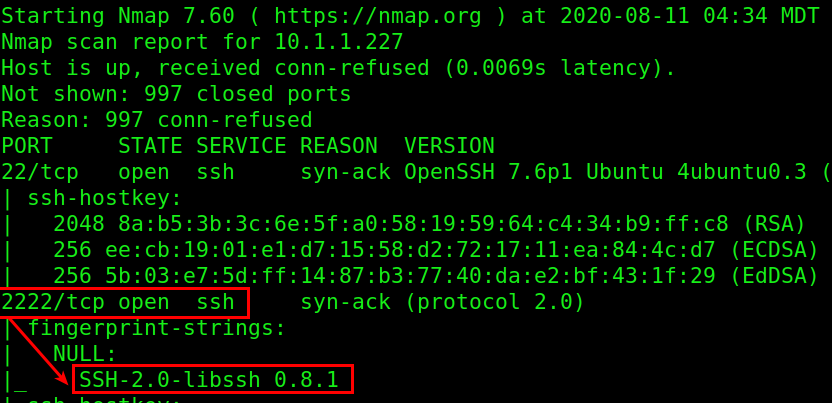 Starting Nmap 7.60 ( https://nmap.org ) at 2020-08-11 04:34 MDT
Nmap scan report for 10.1.1.227
Host is up, received conn-refused (0.0069s latency).
Not shown: 997 closed ports
Reason: 997 conn-refused
PORT     STATE SERVICE REASON  VERSION
22/tcp   open  ssh     syn-ack OpenSSH 7.6p1 Ubuntu 4ubuntu0.3 (
| ssh-hostkey:
|   2048 8a:b5:3b:3c:6e:5f:a0:58:19:59:64:c4:34:b9:ff:c8 (RSA)
|   256 ee:cb:19:01:e1:d7:15:58:d2:72:17:11:ea:84:4c:d7 (ECDSA)
|   256 5b:03:e7:5d:ff:14:87:b3:77:40:da:e2:bf:43:1f:29 (EdDSA)
2222/tcp open  ssh     syn-ack (protocol 2.0)
| fingerprint-strings:
|   NULL:
|_    SSH-2.0-libssh 0.8.1
| ssh-hostkey: